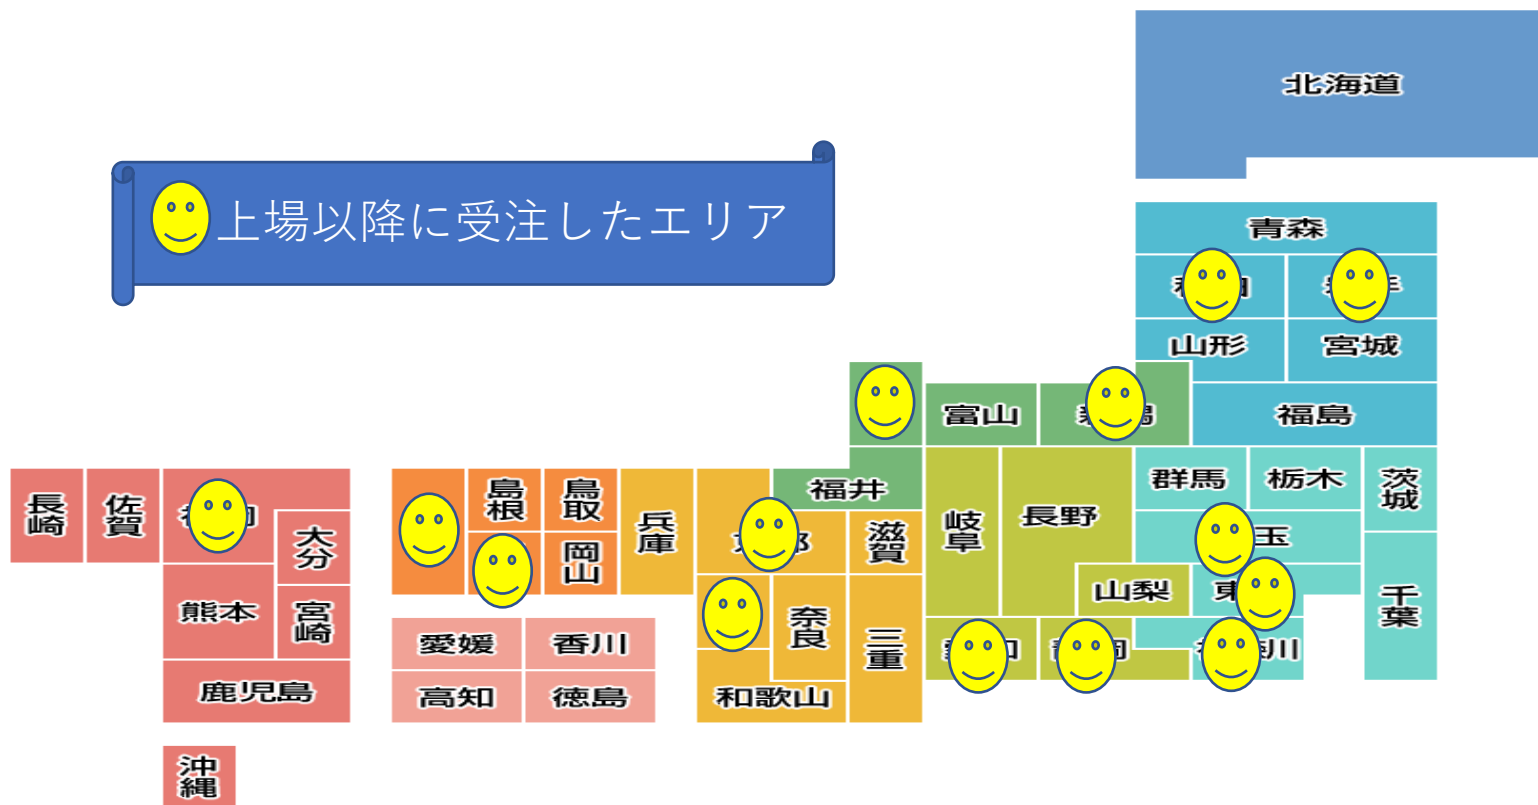 北海道
上場以降に受注したエリア
青森
山形
宮城
富山
福島
福井
群馬
栃木
茨城
長崎
佐賀
島根
鳥取
兵庫
滋賀
岐阜
長野
玉
大分
岡山
山梨
千葉
熊本
宮崎
愛媛
香川
奈良
三重
川
鹿児島
高知
徳島
和歌山
沖縄